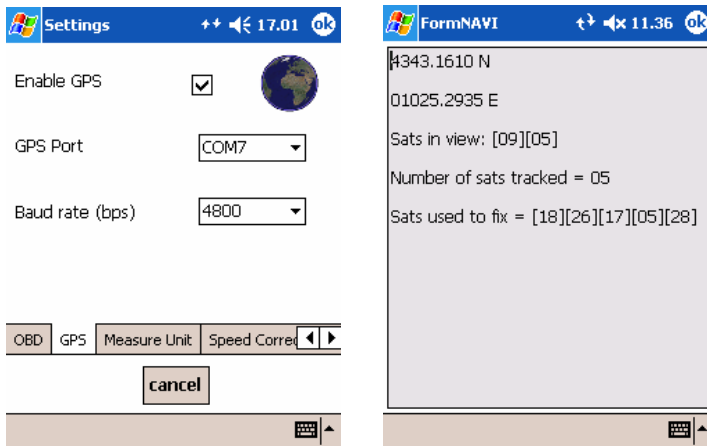 Settings 17.01 ok
Enable GPS
GPS Port COM7
Baud rate (bps) 4800
OBD GPS Measure Unit Speed Correc
cancel
FormNAVI 11.36 ok
4343.1610 N
01025.2935 E
Sats in view: [09][05]
Number of sats tracked = 05
Sats used to fix = [18][26][17][05][28]